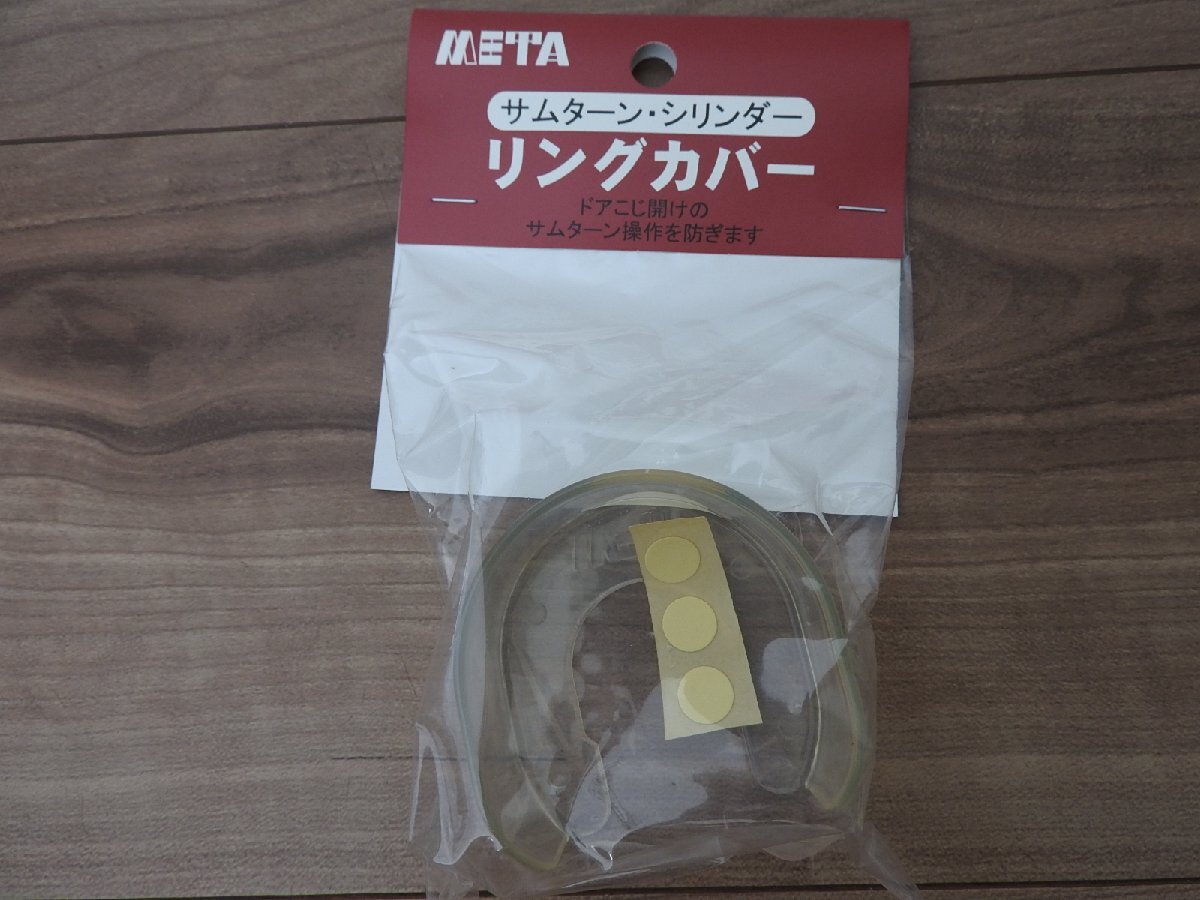 META
サムターン・シリンダー
リングカバー
ドアこじ開けの
サムターン操作を防ぎます